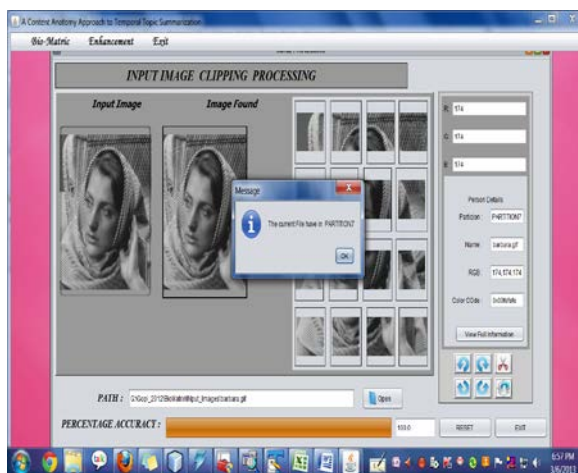 A Content Anatomy Approach to Temporal Topic Summarization
Bio-Matric Enhancement Exit
INPUT IMAGE CLIPPING PROCESSING
Input Image Image Found
R: 174
G: 174
B: 174
Person Details
Partician: PARTITION7
Name: barbara.gif
RGB: 174,174,174
Color COde:
View Full Information
Message
The current File have in PARTITION7
OK
PATH : Open
PERCENTAGE ACCURACY : 100.0
RESET EXIT
6:57 PM